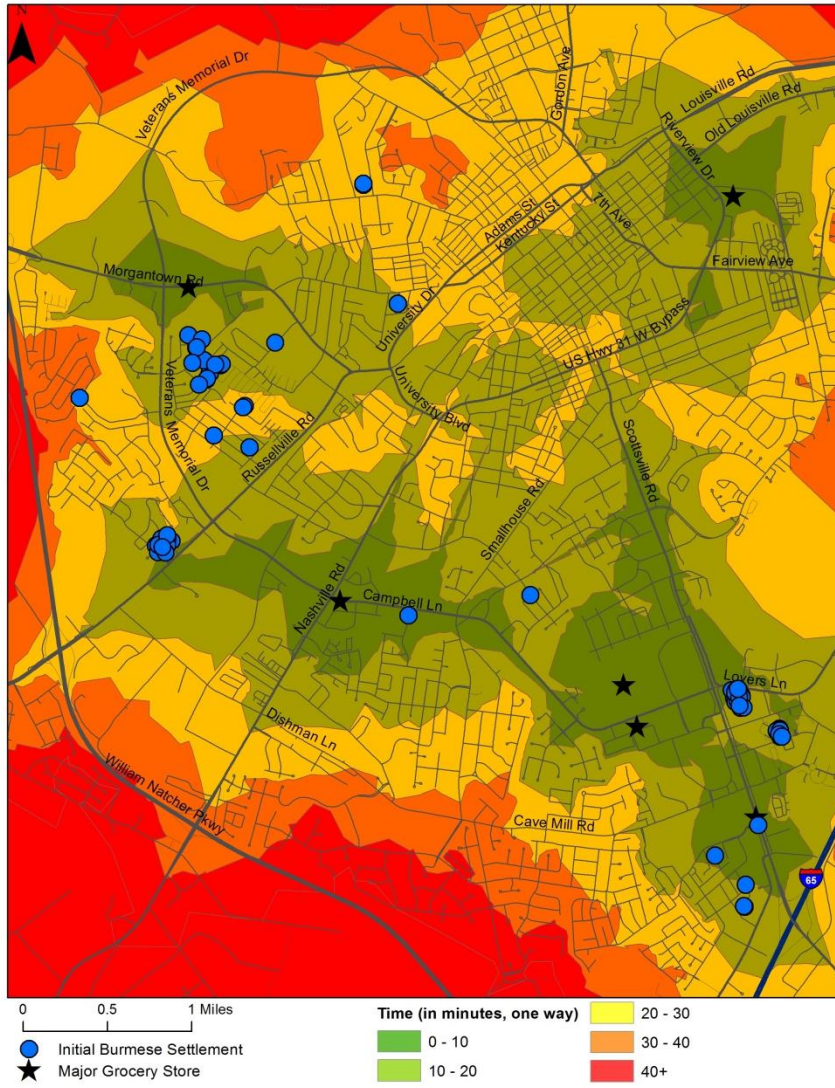 N
Veterans Memorial Dr
Gordon Ave
Louisville Rd
Old Louisville Rd
Riverview Dr
Adams St
Kentucky St
7th Ave
Fairview Ave
Morgantown Rd
University Dr
US Hwy 31 W Bypass
Veterans Memorial Dr
University Blvd
Russellville Rd
Scottsville Rd
Smallhouse Rd
Nashville Rd
Campbell Ln
Lovers Ln
Dishman Ln
William Natcher Pkwy
Cave Mill Rd
65
0 0.5 1 Miles
Initial Burmese Settlement
Major Grocery Store
Time (in minutes, one way)
0 - 10
10 - 20
20 - 30
30 - 40
40+